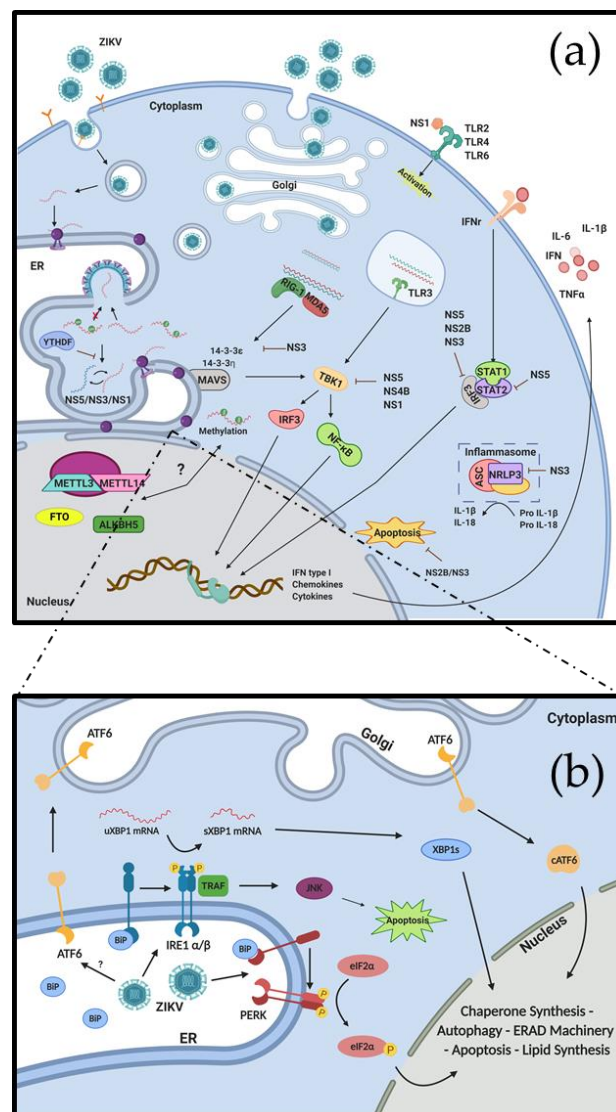 (a)
ZIKV
Cytoplasm
NS1
TLR2
TLR4
TLR6
Activation
Golgi
IFNr
IL-6
IL-1β
IFN
TNFα
ER
RIG-1
MDA5
TLR3
YTHDF
14-3-3ε
14-3-3η
NS3
MAVS
TBK1
NS5
NS4B
NS1
NS5
NS2B
NS3
STAT1
STAT2
IRF3
NS5
NS5/NS3/NS1
Methylation
IRF3
NF-κB
?
Inflammasome
ASC
NRLP3
NS3
IL-1β
IL-18
Pro IL-1β
Pro IL-18
METTL3
METTL14
FTO
ALKBH5
Apoptosis
NS2B/NS3
IFN type I
Chemokines
Cytokines
Nucleus
(b)
Cytoplasm
ATF6
Golgi
ATF6
uXBP1 mRNA
sXBP1 mRNA
XBP1s
cATF6
P
P
TRAF
JNK
Apoptosis
Nucleus
BiP
IRE1 α/β
ATF6
?
BiP
BiP
BiP
ZIKV
PERK
P
P
eIF2α
eIF2α
P
ER
Chaperone Synthesis -
Autophagy - ERAD Machinery
- Apoptosis - Lipid Synthesis